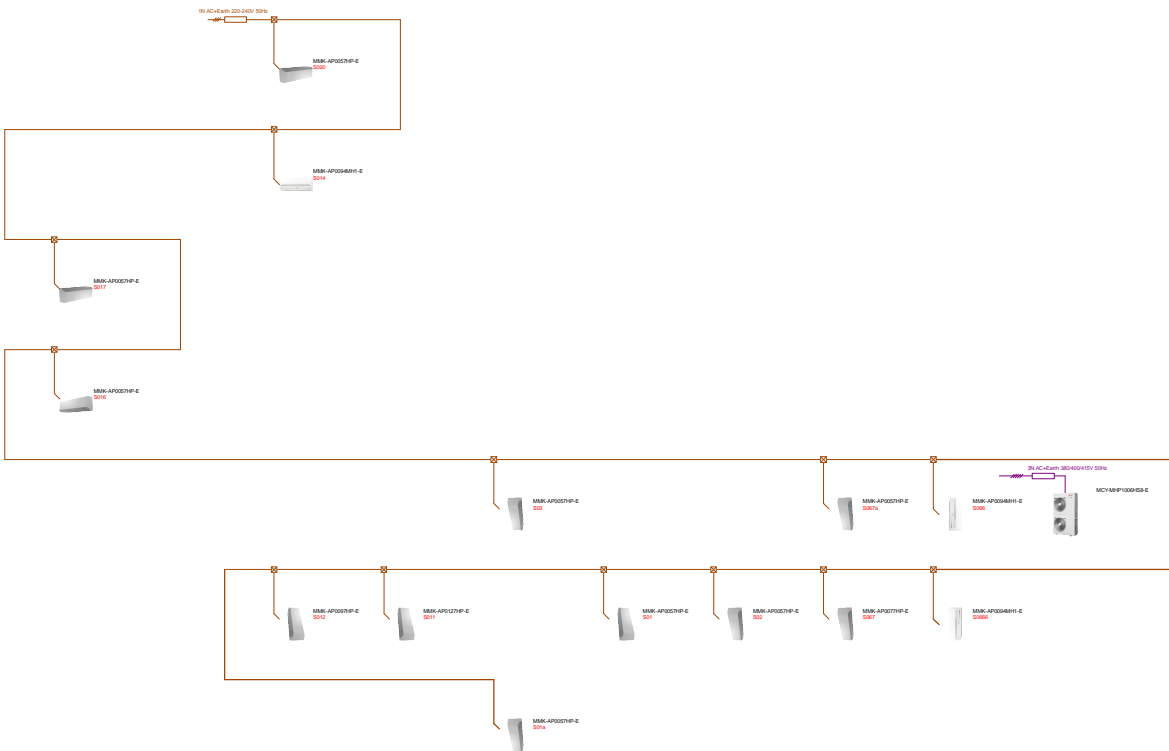 1N AC+Earth 220-240V 50Hz
MMK-AP0057HP-E
S020
MMK-AP0094MH1-E
S014
MMK-AP0057HP-E
S017
MMK-AP0057HP-E
S016
3N AC+Earth 380/400/415V 50Hz
MCY-MHP1006HS8-E
MMK-AP0057HP-E
S03
MMK-AP0057HP-E
S067a
MMK-AP0094MH1-E
S066
MMK-AP0097HP-E
S012
MMK-AP0127HP-E
S011
MMK-AP0057HP-E
S01
MMK-AP0057HP-E
S02
MMK-AP0077HP-E
S067
MMK-AP0094MH1-E
S0666
MMK-AP0057HP-E
S01a